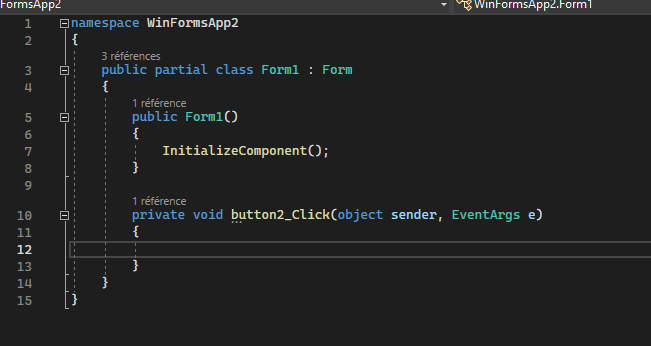 FormsApp2 WinFormsApp2.Form1
1 namespace WinFormsApp2
2 {
3 références
3 public partial class Form1 : Form
4 {
1 référence
5 public Form1()
6 {
7 InitializeComponent();
8 }
9
1 référence
10 private void button2_Click(object sender, EventArgs e)
11 {
12
13 }
14 }
15 }